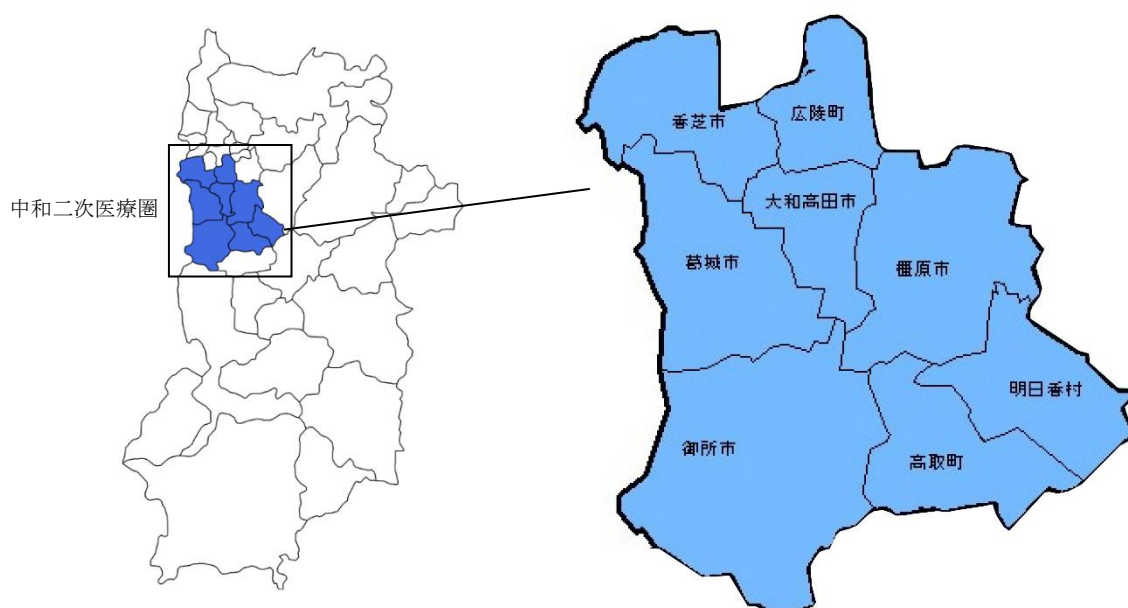 中和二次医療圏
香芝市
広陵町
大和高田市
葛城市
橿原市
明日香村
御所市
高取町